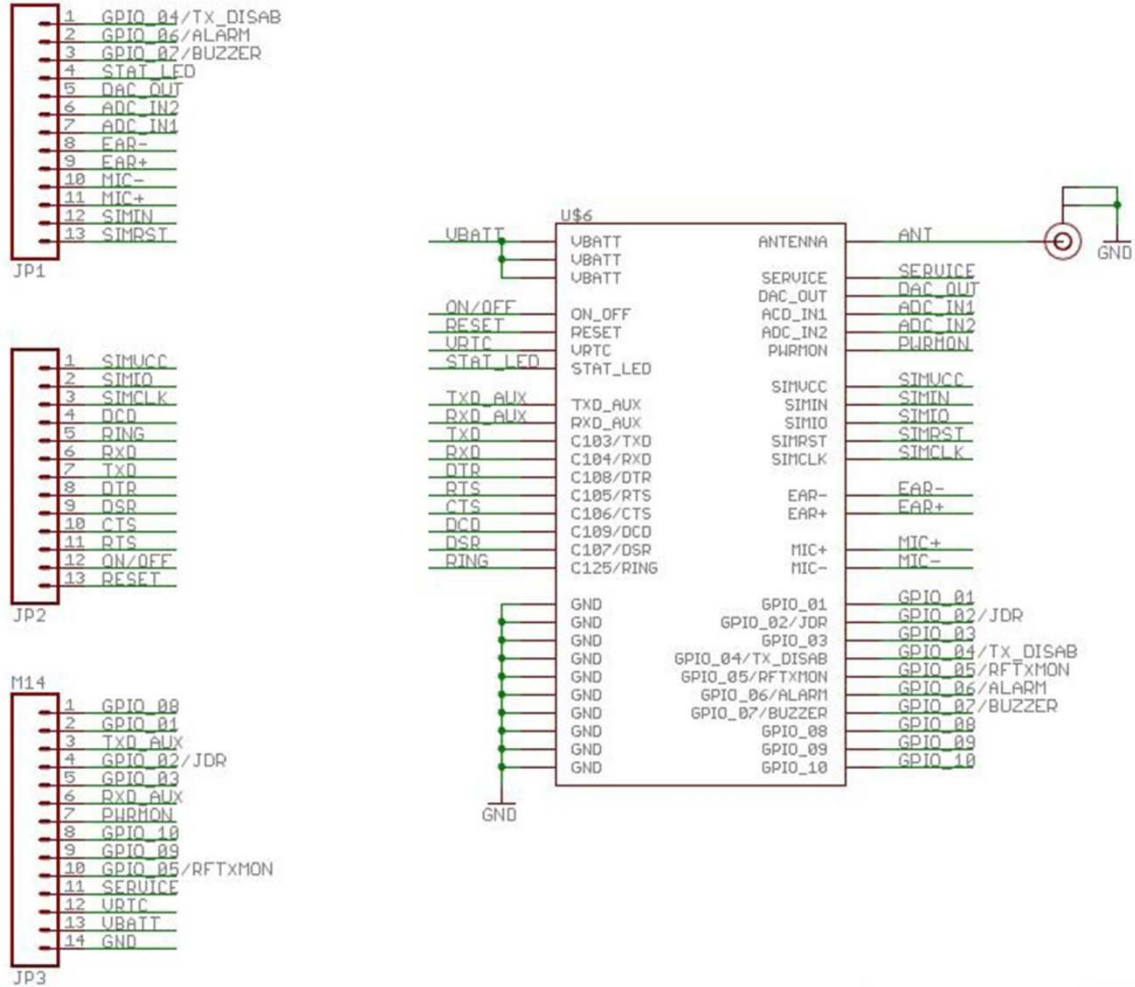 1 GPIO_04/TX_DISAB
2 GPIO_06/ALARM
3 GPIO_07/BUZZER
4 STAT_LED
5 DAC_OUT
6 ADC_IN2
7 ADC_IN1
8 EAR-
9 EAR+
10 MIC-
11 MIC+
12 SIMIN
13 SIMRST
JP1
1 SIMVCC
2 SIMIO
3 SIMCLK
4 DCD
5 RING
6 RXD
7 TXD
8 DTR
9 DSR
10 CTS
11 RTS
12 ON/OFF
13 RESET
JP2
M14
1 GPIO_08
2 GPIO_01
3 TXD_AUX
4 GPIO_02/JDR
5 GPIO_03
6 RXD_AUX
7 PWRMON
8 GPIO_10
9 GPIO_09
10 GPIO_05/RFTXMON
11 SERVICE
12 VRTC
13 VBATT
14 GND
JP3
U$6
VBATT VBATT ANTENNA ANT
VBATT
VBATT SERVICE SERVICE
DAC_OUT DAC_OUT
ON/OFF ON_OFF ACD_IN1 ADC_IN1
RESET RESET ADC_IN2 ADC_IN2
VRTC VRTC PWRMON PWRMON
STAT_LED STAT_LED
SIMVCC SIMVCC
TXD_AUX TXD_AUX SIMIN SIMIN
RXD_AUX RXD_AUX SIMIO SIMIO
TXD C103/TXD SIMRST SIMRST
RXD C104/RXD SIMCLK SIMCLK
DTR C108/DTR
RTS C105/RTS EAR- EAR-
CTS C106/CTS EAR+ EAR+
DCD C109/DCD
DSR C107/DSR MIC+ MIC+
RING C125/RING MIC- MIC-
GND GPIO_01 GPIO_01
GND GPIO_02/JDR GPIO_02/JDR
GND GPIO_03 GPIO_03
GND GPIO_04/TX_DISAB GPIO_04/TX_DISAB
GND GPIO_05/RFTXMON GPIO_05/RFTXMON
GND GPIO_06/ALARM GPIO_06/ALARM
GND GPIO_07/BUZZER GPIO_07/BUZZER
GND GPIO_08 GPIO_08
GND GPIO_09 GPIO_09
GND GPIO_10 GPIO_10
GND
GND